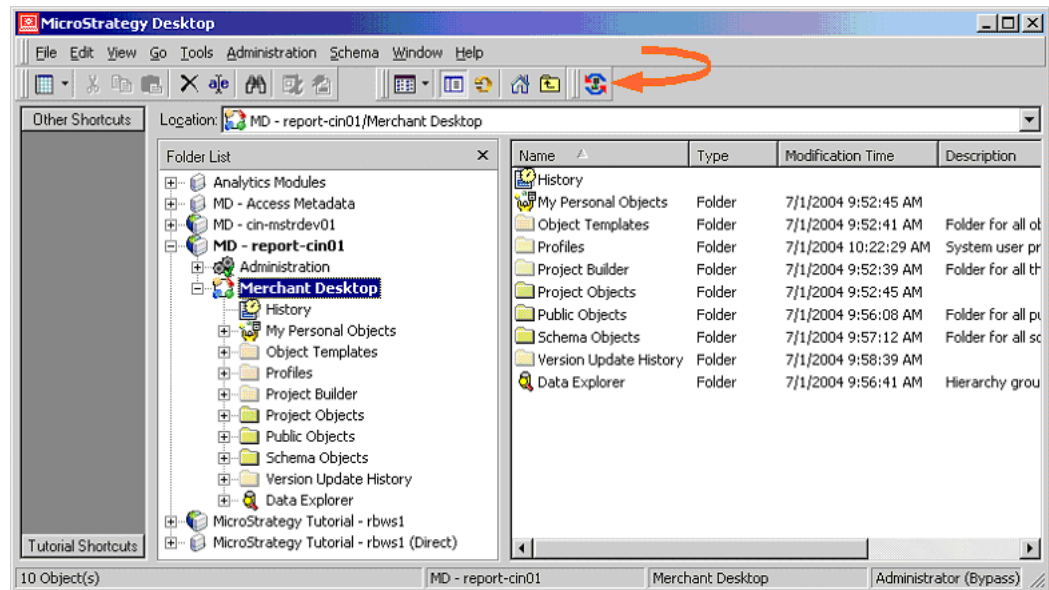 MicroStrategy Desktop
File Edit View Go Tools Administration Schema Window Help
Other Shortcuts
Location: MD - report-cin01/Merchant Desktop
Folder List
Analytics Modules
MD - Access Metadata
MD - cin-mstrdev01
MD - report-cin01
Administration
Merchant Desktop
History
My Personal Objects
Object Templates
Profiles
Project Builder
Project Objects
Public Objects
Schema Objects
Version Update History
Data Explorer
MicroStrategy Tutorial - rbws1
MicroStrategy Tutorial - rbws1 (Direct)
Tutorial Shortcuts
Name Type Modification Time Description
History
My Personal Objects Folder 7/1/2004 9:52:45 AM
Object Templates Folder 7/1/2004 9:52:41 AM Folder for all ob
Profiles Folder 7/1/2004 10:22:29 AM System user pr
Project Builder Folder 7/1/2004 9:52:39 AM Folder for all th
Project Objects Folder 7/1/2004 9:52:45 AM
Public Objects Folder 7/1/2004 9:56:08 AM Folder for all pu
Schema Objects Folder 7/1/2004 9:57:12 AM Folder for all sc
Version Update History Folder 7/1/2004 9:58:39 AM
Data Explorer Folder 7/1/2004 9:56:41 AM Hierarchy grou
10 Object(s) MD - report-cin01 Merchant Desktop Administrator (Bypass)